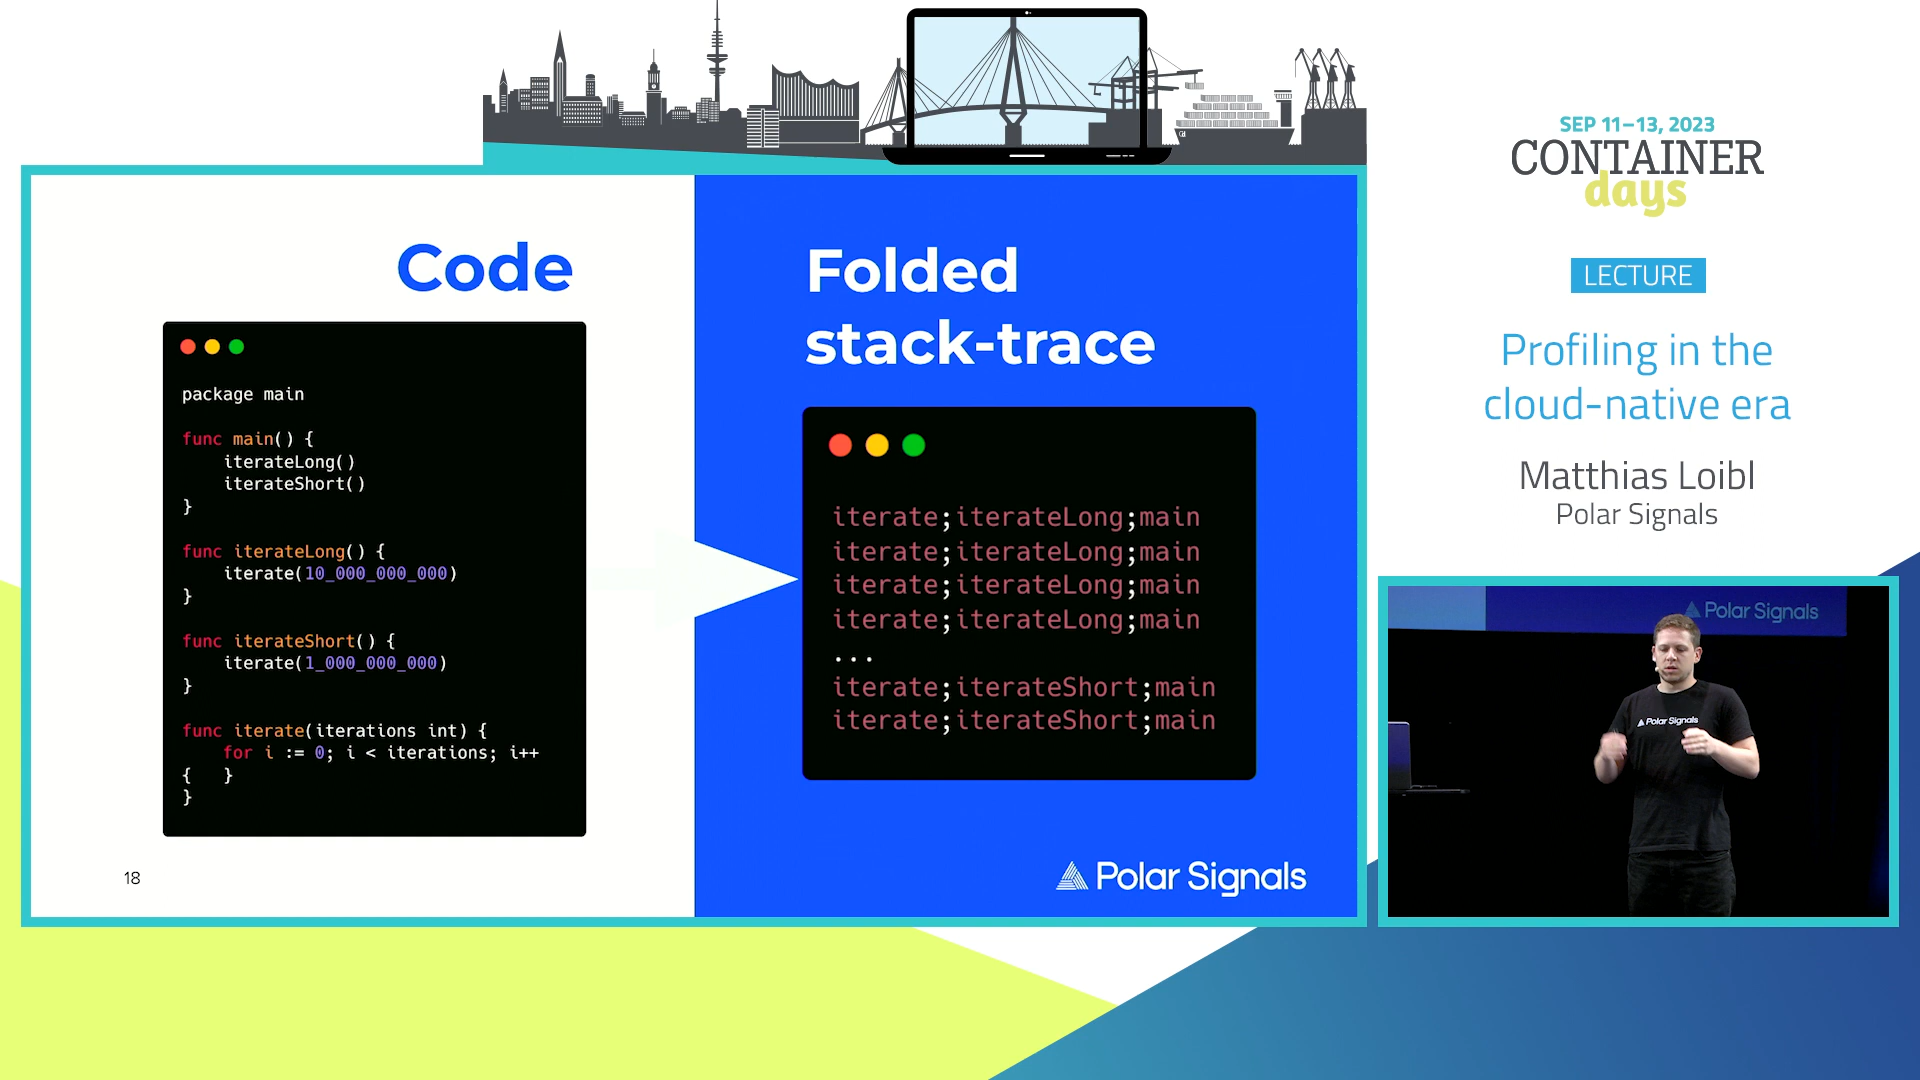 Code
package main
func main() {
iterateLong()
iterateShort()
}
func iterateLong() {
iterate(10_000_000_000)
}
func iterateShort() {
iterate(1_000_000_000)
}
func iterate(iterations int) {
for i := 0; i < iterations; i++
{   }
}
18
Folded
stack-trace
iterate;iterateLong;main
iterate;iterateLong;main
iterate;iterateLong;main
iterate;iterateLong;main
...
iterate;iterateShort;main
iterate;iterateShort;main
Polar Signals
SEP 11–13, 2023
CONTAINER
days
LECTURE
Profiling in the
cloud-native era
Matthias Loibl
Polar Signals
Polar Signals
Polar Signals